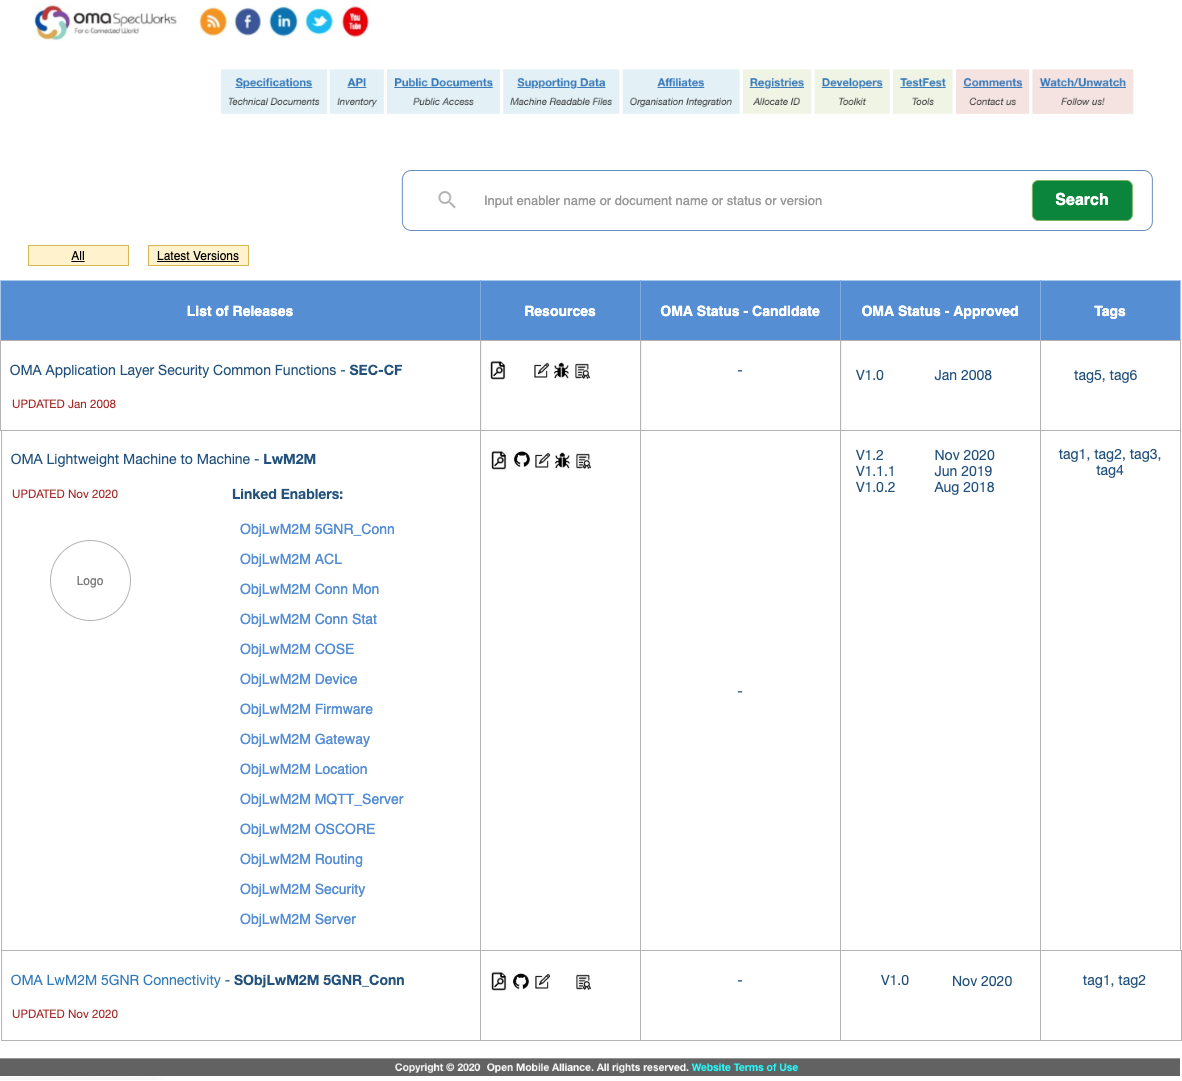 oma SpecWorks
For a Connected World
in
You
Tube
Specifications API Public Documents Supporting Data Affiliates Registries Developers TestFest Comments Watch/Unwatch
Technical Documents Inventory Public Access Machine Readable Files Organisation Integration Allocate ID Toolkit Tools Contact us Follow us!
Input enabler name or document name or status or version
Search
All Latest Versions
List of Releases Resources OMA Status - Candidate OMA Status - Approved Tags
OMA Application Layer Security Common Functions - SEC-CF - V1.0 Jan 2008 tag5, tag6
UPDATED Jan 2008
OMA Lightweight Machine to Machine - LwM2M V1.2 Nov 2020 tag1, tag2, tag3,
V1.1.1 Jun 2019 tag4
V1.0.2 Aug 2018
UPDATED Nov 2020 Linked Enablers:
ObjLwM2M 5GNR_Conn
ObjLwM2M ACL
Logo
ObjLwM2M Conn Mon
ObjLwM2M Conn Stat
ObjLwM2M COSE
ObjLwM2M Device
-
ObjLwM2M Firmware
ObjLwM2M Gateway
ObjLwM2M Location
ObjLwM2M MQTT_Server
ObjLwM2M OSCORE
ObjLwM2M Routing
ObjLwM2M Security
ObjLwM2M Server
OMA LwM2M 5GNR Connectivity - SObjLwM2M 5GNR_Conn - V1.0 Nov 2020 tag1, tag2
UPDATED Nov 2020
Copyright © 2020 Open Mobile Alliance. All rights reserved. Website Terms of Use